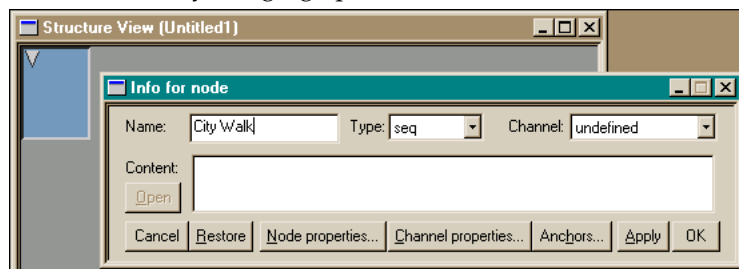 Structure View (Untitled1)
Info for node
Name: City Walk Type: seq Channel: undefined
Content:
Open
Cancel Restore Node properties... Channel properties... Anchors... Apply OK